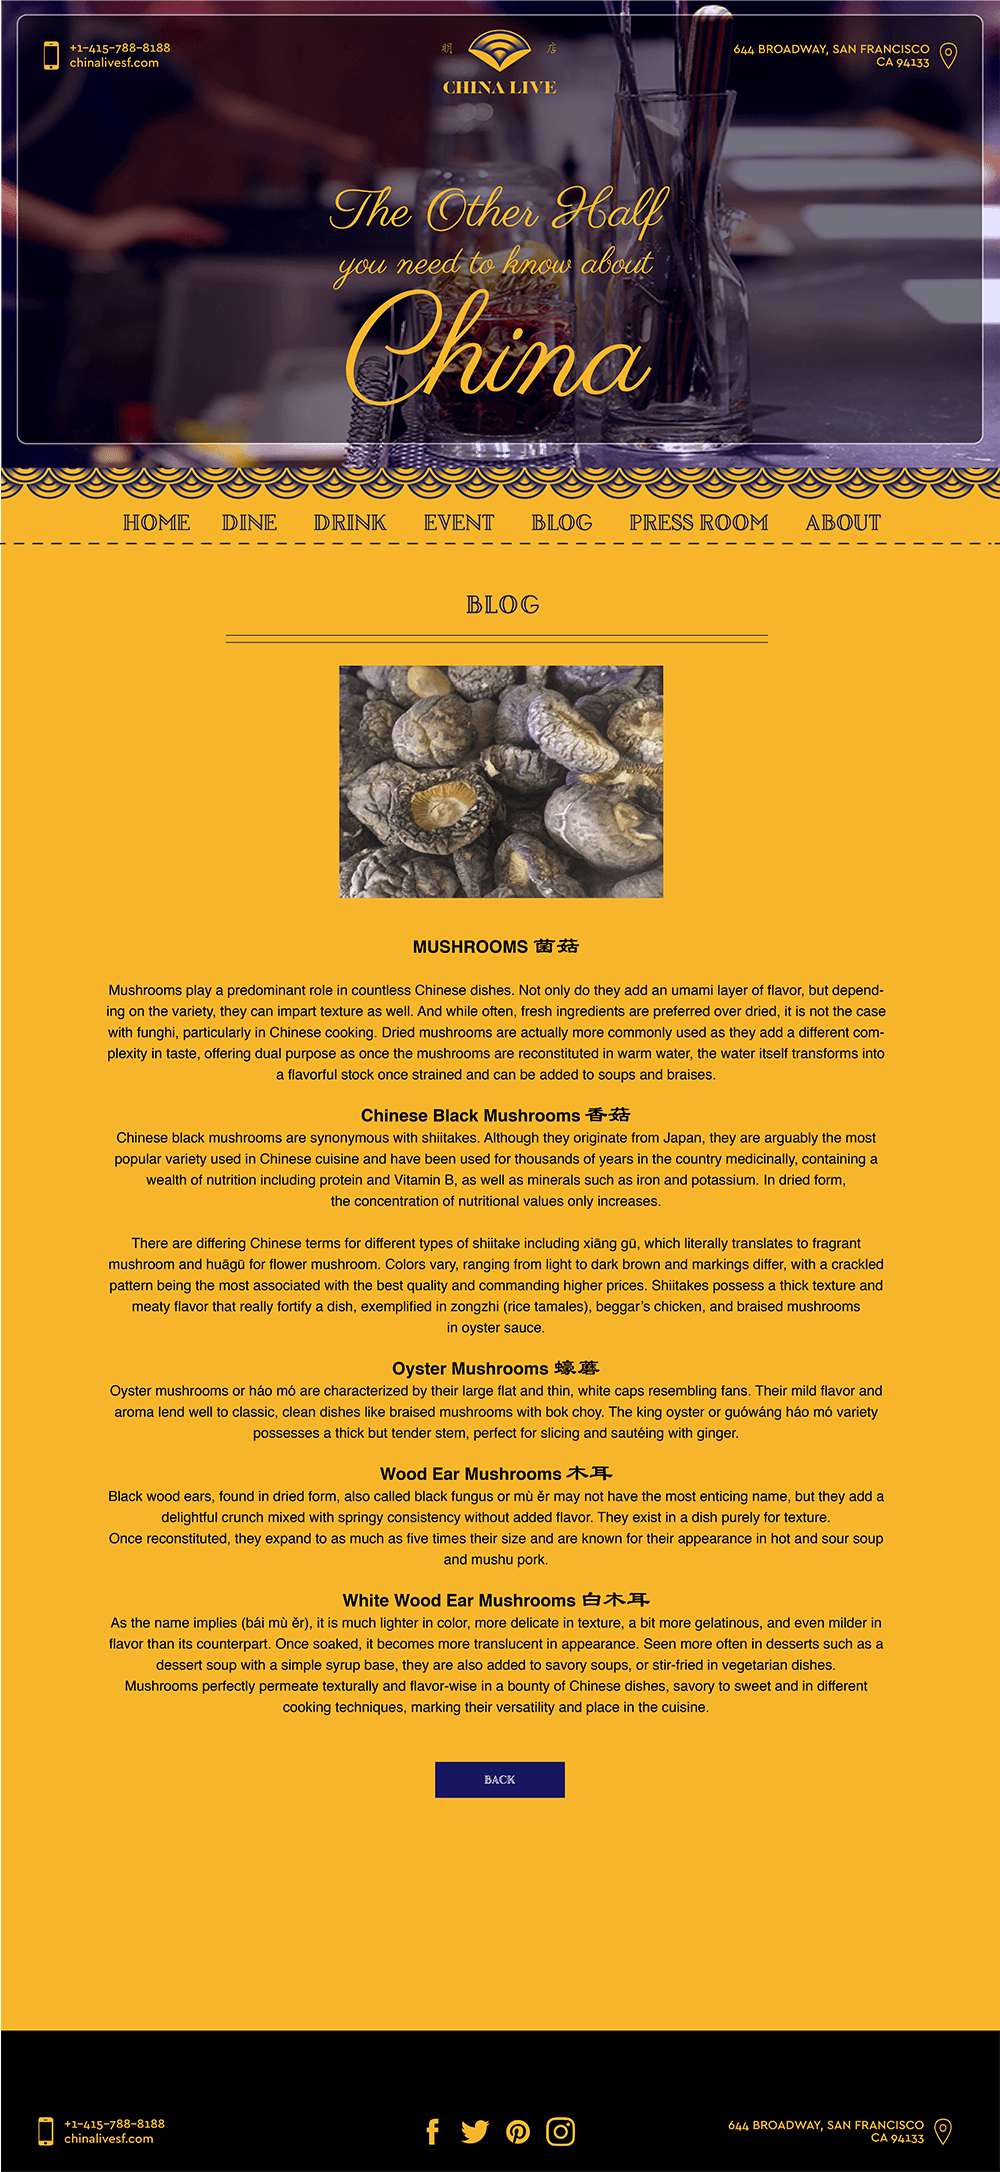 +1-415-788-8188
chinalivesf.com
明 店
CHINA LIVE
644 BROADWAY, SAN FRANCISCO
CA 94133
The Other Half
you need to know about
China
HOME DINE DRINK EVENT BLOG PRESS ROOM ABOUT
BLOG
MUSHROOMS 菌菇
Mushrooms play a predominant role in countless Chinese dishes. Not only do they add an umami layer of flavor, but depend-
ing on the variety, they can impart texture as well. And while often, fresh ingredients are preferred over dried, it is not the case
with funghi, particularly in Chinese cooking. Dried mushrooms are actually more commonly used as they add a different com-
plexity in taste, offering dual purpose as once the mushrooms are reconstituted in warm water, the water itself transforms into
a flavorful stock once strained and can be added to soups and braises.
Chinese Black Mushrooms 香菇
Chinese black mushrooms are synonymous with shiitakes. Although they originate from Japan, they are arguably the most
popular variety used in Chinese cuisine and have been used for thousands of years in the country medicinally, containing a
wealth of nutrition including protein and Vitamin B, as well as minerals such as iron and potassium. In dried form,
the concentration of nutritional values only increases.
There are differing Chinese terms for different types of shiitake including xiāng gū, which literally translates to fragrant
mushroom and huāgū for flower mushroom. Colors vary, ranging from light to dark brown and markings differ, with a crackled
pattern being the most associated with the best quality and commanding higher prices. Shiitakes possess a thick texture and
meaty flavor that really fortify a dish, exemplified in zongzhi (rice tamales), beggar’s chicken, and braised mushrooms
in oyster sauce.
Oyster Mushrooms 蠔蘑
Oyster mushrooms or háo mó are characterized by their large flat and thin, white caps resembling fans. Their mild flavor and
aroma lend well to classic, clean dishes like braised mushrooms with bok choy. The king oyster or guówáng háo mó variety
possesses a thick but tender stem, perfect for slicing and sautéing with ginger.
Wood Ear Mushrooms 木耳
Black wood ears, found in dried form, also called black fungus or mù ěr may not have the most enticing name, but they add a
delightful crunch mixed with springy consistency without added flavor. They exist in a dish purely for texture.
Once reconstituted, they expand to as much as five times their size and are known for their appearance in hot and sour soup
and mushu pork.
White Wood Ear Mushrooms 白木耳
As the name implies (bái mù ěr), it is much lighter in color, more delicate in texture, a bit more gelatinous, and even milder in
flavor than its counterpart. Once soaked, it becomes more translucent in appearance. Seen more often in desserts such as a
dessert soup with a simple syrup base, they are also added to savory soups, or stir-fried in vegetarian dishes.
Mushrooms perfectly permeate texturally and flavor-wise in a bounty of Chinese dishes, savory to sweet and in different
cooking techniques, marking their versatility and place in the cuisine.
BACK
+1-415-788-8188
chinalivesf.com
644 BROADWAY, SAN FRANCISCO
CA 94133